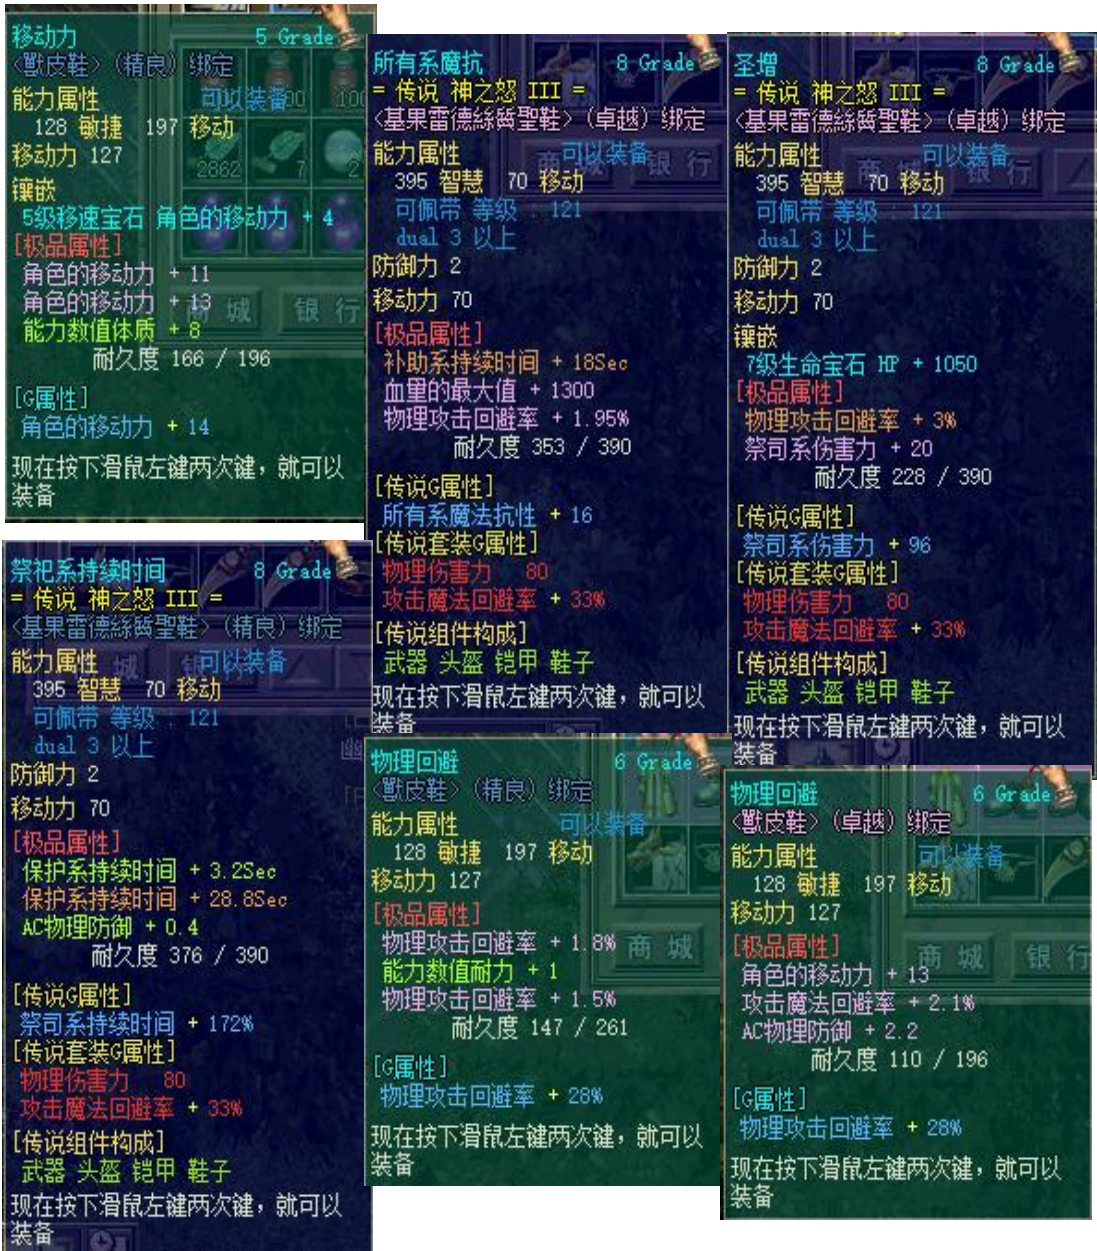 移动力 5 Grade
<獸皮鞋> (精良) 绑定
能力属性 可以装备
128 敏捷 197 移动
移动力 127
镶嵌
5级移速宝石 角色的移动力 + 4
[极品属性]
角色的移动力 + 11
角色的移动力 + 13
能力数值体质 + 8
耐久度 166 / 196
[G属性]
角色的移动力 + 14
现在按下滑鼠左键两次键，就可以
装备
2862
7
2
城 银 行
所有系魔抗 8 Grade
= 传说 神之怒 III =
<基果雷德絲質聖鞋> (卓越) 绑定
能力属性 可以装备
395 智慧 70 移动
可佩带 等级 : 121
dual 3 以上
防御力 2
移动力 70
[极品属性]
补助系持续时间 + 18Sec
血里的最大值 + 1300
物理攻击回避率 + 1.95%
耐久度 353 / 390
[传说G属性]
所有系魔法抗性 + 16
[传说套装G属性]
物理伤害力 80
攻击魔法回避率 + 33%
[传说组件构成]
武器 头盔 铠甲 鞋子
现在按下滑鼠左键两次键，就可以
装备
圣增 8 Grade
= 传说 神之怒 III =
<基果雷德絲質聖鞋> (卓越) 绑定
能力属性 可以装备
395 智慧 70 移动
可佩带 等级 : 121
dual 3 以上
防御力 2
移动力 70
镶嵌
7级生命宝石 HP + 1050
[极品属性]
物理攻击回避率 + 3%
祭司系伤害力 + 20
耐久度 228 / 390
[传说G属性]
祭司系伤害力 + 96
[传说套装G属性]
物理伤害力 80
攻击魔法回避率 + 33%
[传说组件构成]
武器 头盔 铠甲 鞋子
现在按下滑鼠左键两次键，就可以
装备
祭祀系持续时间 8 Grade
= 传说 神之怒 III =
<基果雷德絲質聖鞋> (精良) 绑定
能力属性 可以装备
395 智慧 70 移动
可佩带 等级 : 121
dual 3 以上
防御力 2
移动力 70
[极品属性]
保护系持续时间 + 3.2Sec
保护系持续时间 + 28.8Sec
AC物理防御 + 0.4
耐久度 376 / 390
[传说G属性]
祭司系持续时间 + 172%
[传说套装G属性]
物理伤害力 80
攻击魔法回避率 + 33%
[传说组件构成]
武器 头盔 铠甲 鞋子
现在按下滑鼠左键两次键，就可以
装备
物理回避 6 Grade
<獸皮鞋> (精良) 绑定
能力属性 可以装备
128 敏捷 197 移动
移动力 127
[极品属性]
物理攻击回避率 + 1.8%
能力数值耐力 + 1
物理攻击回避率 + 1.5%
耐久度 147 / 261
[G属性]
物理攻击回避率 + 28%
现在按下滑鼠左键两次键，就可以
装备
商 城
物理回避 6 Grade
<獸皮鞋> (卓越) 绑定
能力属性 可以装备
128 敏捷 197 移动
移动力 127
[极品属性]
角色的移动力 + 13
攻击魔法回避率 + 2.1%
AC物理防御 + 2.2
耐久度 110 / 196
[G属性]
物理攻击回避率 + 28%
现在按下滑鼠左键两次键，就可以
装备
商 城 银 行